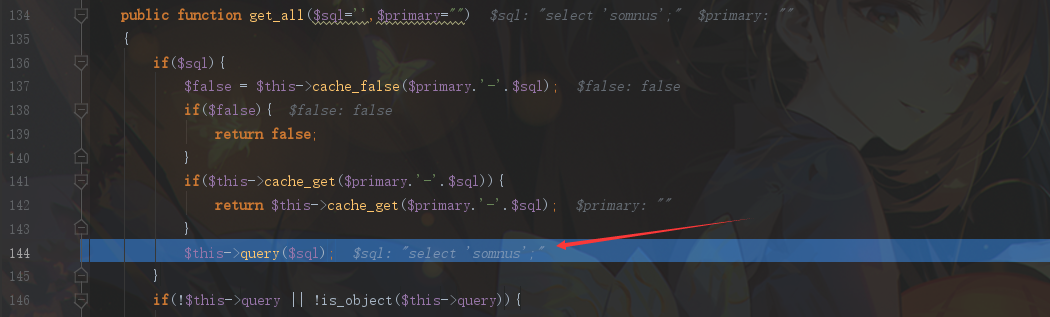 134 public function get_all($sql='',$primary="") $sql: "select 'somnus';" $primary: ""
135 {
136 if($sql){
137 $false = $this->cache_false($primary.'-'.$sql); $false: false
138 if($false){ $false: false
139 return false;
140 }
141 if($this->cache_get($primary.'-'.$sql)){
142 return $this->cache_get($primary.'-'.$sql); $primary: ""
143 }
144 $this->query($sql); $sql: "select 'somnus';"
145 }
146 if(!$this->query || !is_object($this->query)){